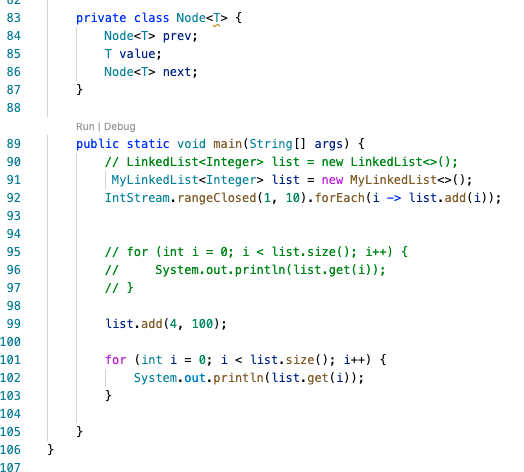 82
83 private class Node<T> {
84 Node<T> prev;
85 T value;
86 Node<T> next;
87 }
88
Run | Debug
89 public static void main(String[] args) {
90 // LinkedList<Integer> list = new LinkedList<>();
91 MyLinkedList<Integer> list = new MyLinkedList<>();
92 IntStream.rangeClosed(1, 10).forEach(i -> list.add(i));
93
94
95 // for (int i = 0; i < list.size(); i++) {
96 //     System.out.println(list.get(i));
97 // }
98
99 list.add(4, 100);
100
101 for (int i = 0; i < list.size(); i++) {
102 System.out.println(list.get(i));
103 }
104
105 }
106 }
107